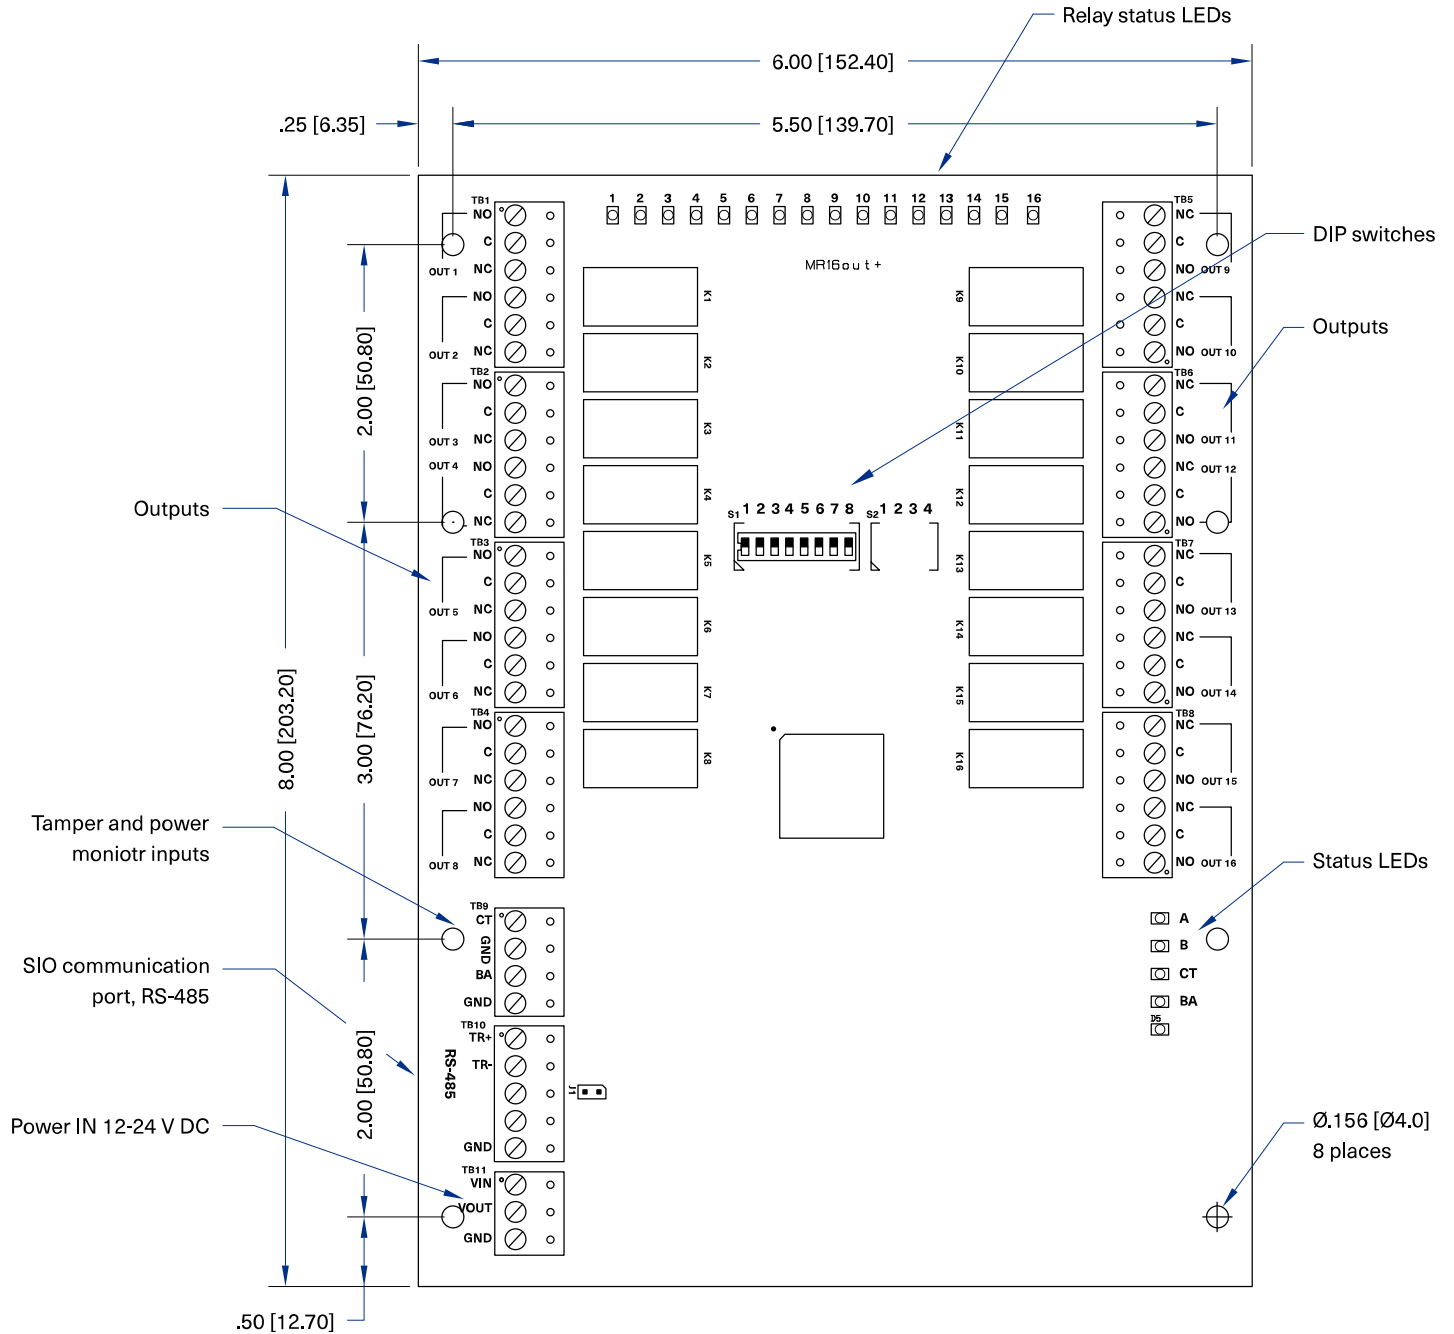 Relay status LEDs
6.00 [152.40]
.25 [6.35]
5.50 [139.70]
1 2 3 4 5 6 7 8 9 10 11 12 13 14 15 16
MR16out+
DIP switches
Outputs
TB1
NO
C
OUT 1 NC
NO
C
OUT 2 NC
TB2
NO
C
OUT 3 NC
OUT 4 NO
C
NC
TB3
NO
C
OUT 5 NC
NO
C
OUT 6 NC
TB4
NO
C
OUT 7 NC
NO
C
OUT 8 NC
K1
K2
K3
K4
K5
K6
K7
K8
S1 1 2 3 4 5 6 7 8
S2 1 2 3 4
K9
K10
K11
K12
K13
K14
K15
K16
TB5
NC
C
NO OUT 9
NC
C
NO OUT 10
TB6
NC
C
NO OUT 11
NC OUT 12
C
NO
TB7
NC
C
NO OUT 13
NC
C
NO OUT 14
TB8
NC
C
NO OUT 15
NC
C
NO OUT 16
2.00 [50.80]
Outputs
8.00 [203.20]
3.00 [76.20]
Tamper and power
moniotr inputs
Status LEDs
TB9
CT
GND
BA
GND
A
B
CT
BA
D5
SIO communication
port, RS-485
2.00 [50.80]
TB10
TR+
TR-
RS-485
GND
J1
Power IN 12-24 V DC
TB11
VIN
VOUT
GND
Ø.156 [Ø4.0]
8 places
.50 [12.70]